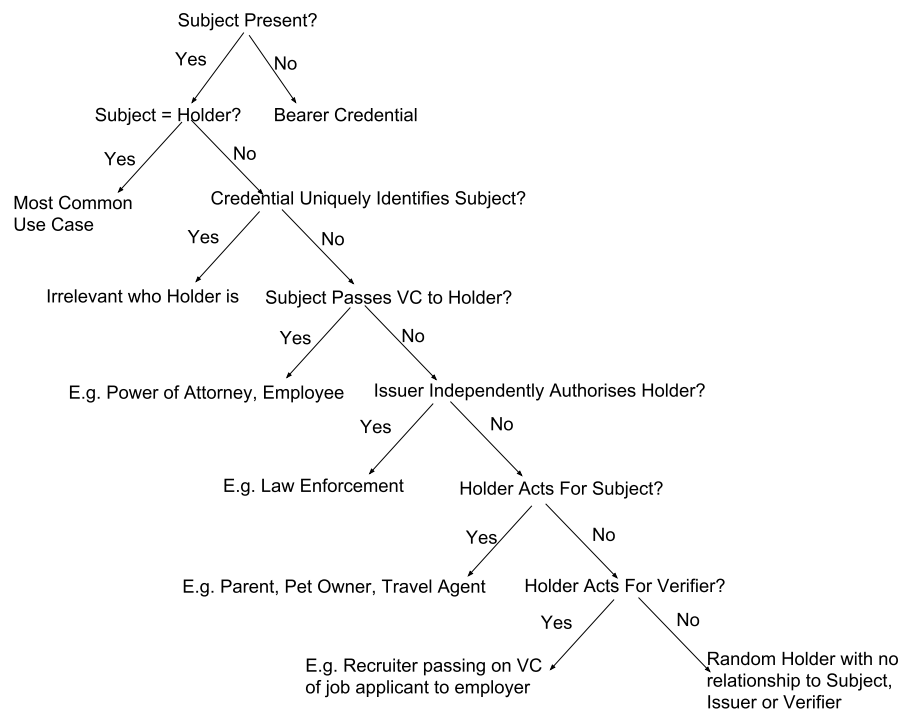 Subject Present?
Yes
No
Subject = Holder?
Bearer Credential
Yes
No
Most Common
Use Case
Credential Uniquely Identifies Subject?
Yes
No
Irrelevant who Holder is
Subject Passes VC to Holder?
Yes
No
E.g. Power of Attorney, Employee
Issuer Independently Authorises Holder?
Yes
No
E.g. Law Enforcement
Holder Acts For Subject?
Yes
No
E.g. Parent, Pet Owner, Travel Agent
Holder Acts For Verifier?
Yes
No
E.g. Recruiter passing on VC
of job applicant to employer
Random Holder with no
relationship to Subject,
Issuer or Verifier